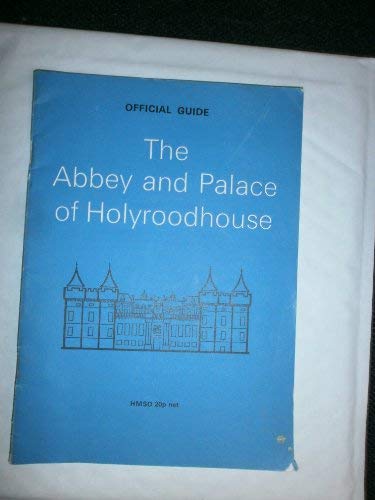 OFFICIAL GUIDE
The
Abbey and Palace
of Holyroodhouse
HMSO 20p net